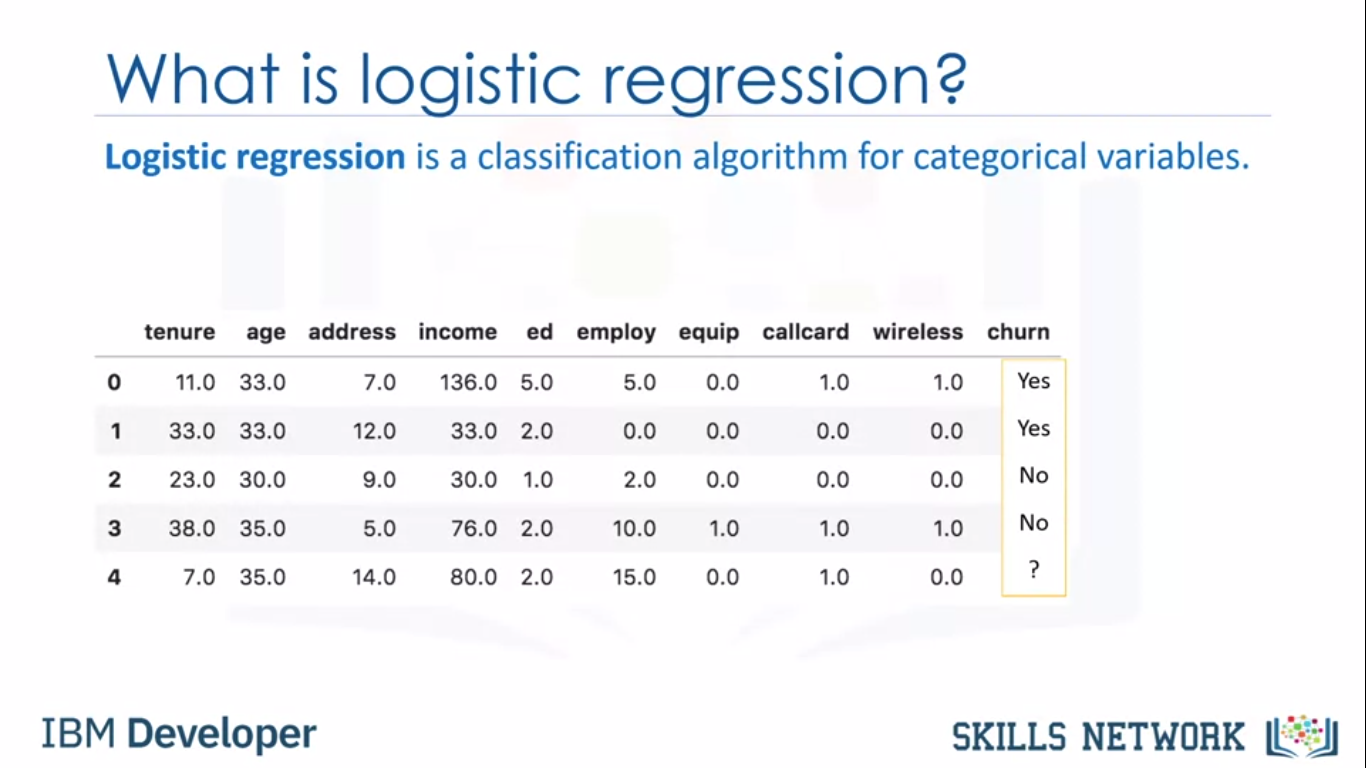 What is logistic regression?
Logistic regression is a classification algorithm for categorical variables.
tenure age address income ed employ equip callcard wireless churn
0 11.0 33.0 7.0 136.0 5.0 5.0 0.0 1.0 1.0 Yes
1 33.0 33.0 12.0 33.0 2.0 0.0 0.0 0.0 0.0 Yes
2 23.0 30.0 9.0 30.0 1.0 2.0 0.0 0.0 0.0 No
3 38.0 35.0 5.0 76.0 2.0 10.0 1.0 1.0 1.0 No
4 7.0 35.0 14.0 80.0 2.0 15.0 0.0 1.0 0.0 ?
IBM Developer
SKILLS NETWORK